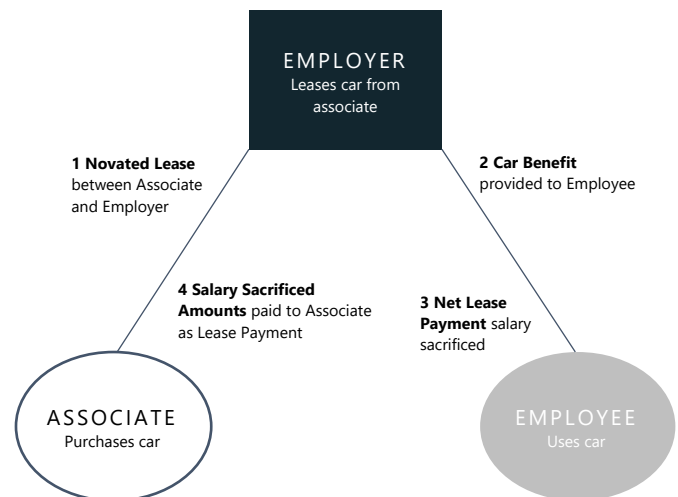 EMPLOYER
Leases car from
associate
1 Novated Lease
between Associate
and Employer
2 Car Benefit
provided to Employee
4 Salary Sacrificed
Amounts paid to Associate
as Lease Payment
3 Net Lease
Payment salary
sacrificed
ASSOCIATE
Purchases car
EMPLOYEE
Uses car